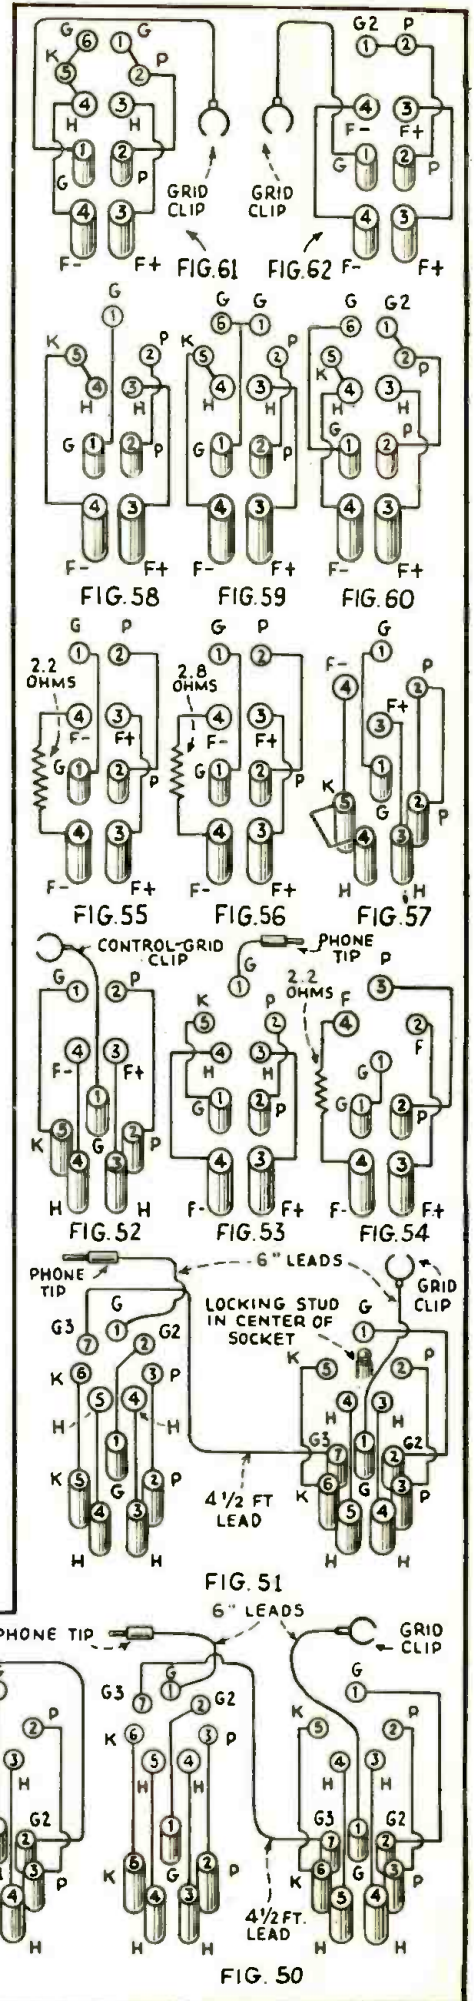 G G
6 1
K P
5 2
4 3
H H
1 2
G P
4 3
F- F+
GRID
CLIP
FIG.61
G2 P
1 2
4 3
F- F+
G 1 2 P
4 3
F- F+
GRID
CLIP
FIG.62
G
1
K 5 2 P
4 3
H H
G 1 2 P
4 3
F- F+
FIG.58
G G
6 1
K 5 2 P
4 3
H H
G 1 2 P
4 3
F- F+
FIG.59
G G2
6 1
5 2
K P
4 3
H H
G 1 2 P
4 3
F- F+
FIG.60
G P
1 2
2.2
OHMS
4 3
F- F+
G 1 2 P
4 3
F- F+
FIG.55
G P
1 2
2.8
OHMS
4 3
F- F+
G 1 2 P
4 3
F- F+
FIG.56
G
1
F- P
4 2
F+
3
1
G
K 5 2 P
4 3
H H
FIG.57
CONTROL-GRID
CLIP
G 1 2 P
4 3
F- F+
1
G
K 5 2 P
4 3
H H
FIG.52
PHONE
TIP
G
1
K P
5 2
4 3
H H
G 1 2 P
4 3
F- F+
FIG.53
2.2
OHMS
P
3
F
4 2
F
G 1
G 1 2 P
4 3
F- F+
FIG.54
PHONE
TIP
6" LEADS
GRID
CLIP
G3 G G2
7 1 2
K 6 3 P
5 4
H H
1
G
K 5 2 P
4 3
H H
4 1/2 FT
LEAD
LOCKING STUD
IN CENTER OF
SOCKET
G
1
K 5 2 P
4 3
H H
G3 7 1 2 G2
G
K 6 3 P
5 4
H H
FIG. 51
PHONE TIP
6" LEADS
GRID
CLIP
G3 G G2
7 1 2
K 6 3 P
5 4
H H
1
G
K 6 2 P
4 3
H H
4 1/2 FT.
LEAD
G
1
K 5 2 P
4 3
H H
G3 7 1 2 G2
G
K 6 3 P
5 4
H H
2 P
3
H
G2
2
3 P
4
H
FIG. 50